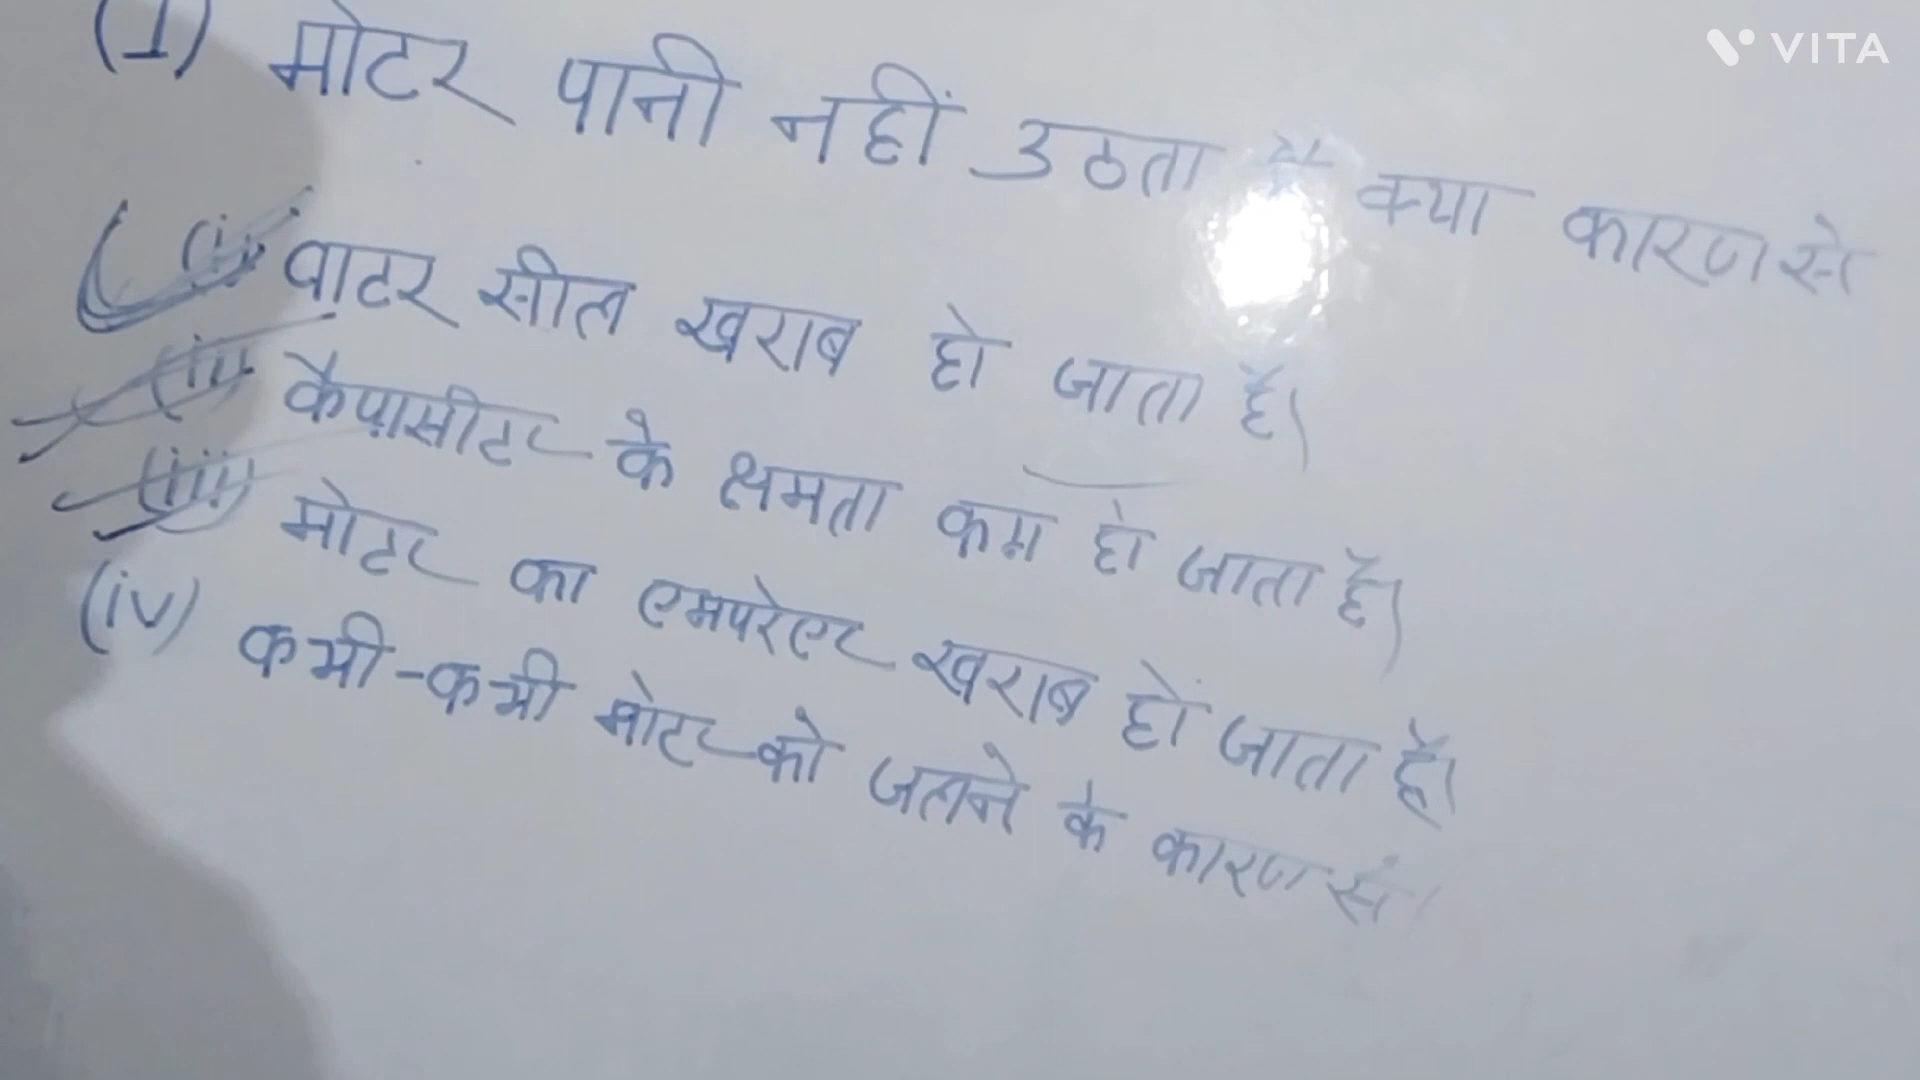 VITA
(1) मोटर पानी नहीं उठता है क्या कारण से
(i) वाटर सील खराब हो जाता है।
(ii) कैपासीटर के क्षमता कम हो जाता है।
(iii) मोटर का एमपरेलर खराब हों जाता है।
(iv) कभी-कभी मोटर को जलने के कारण से।